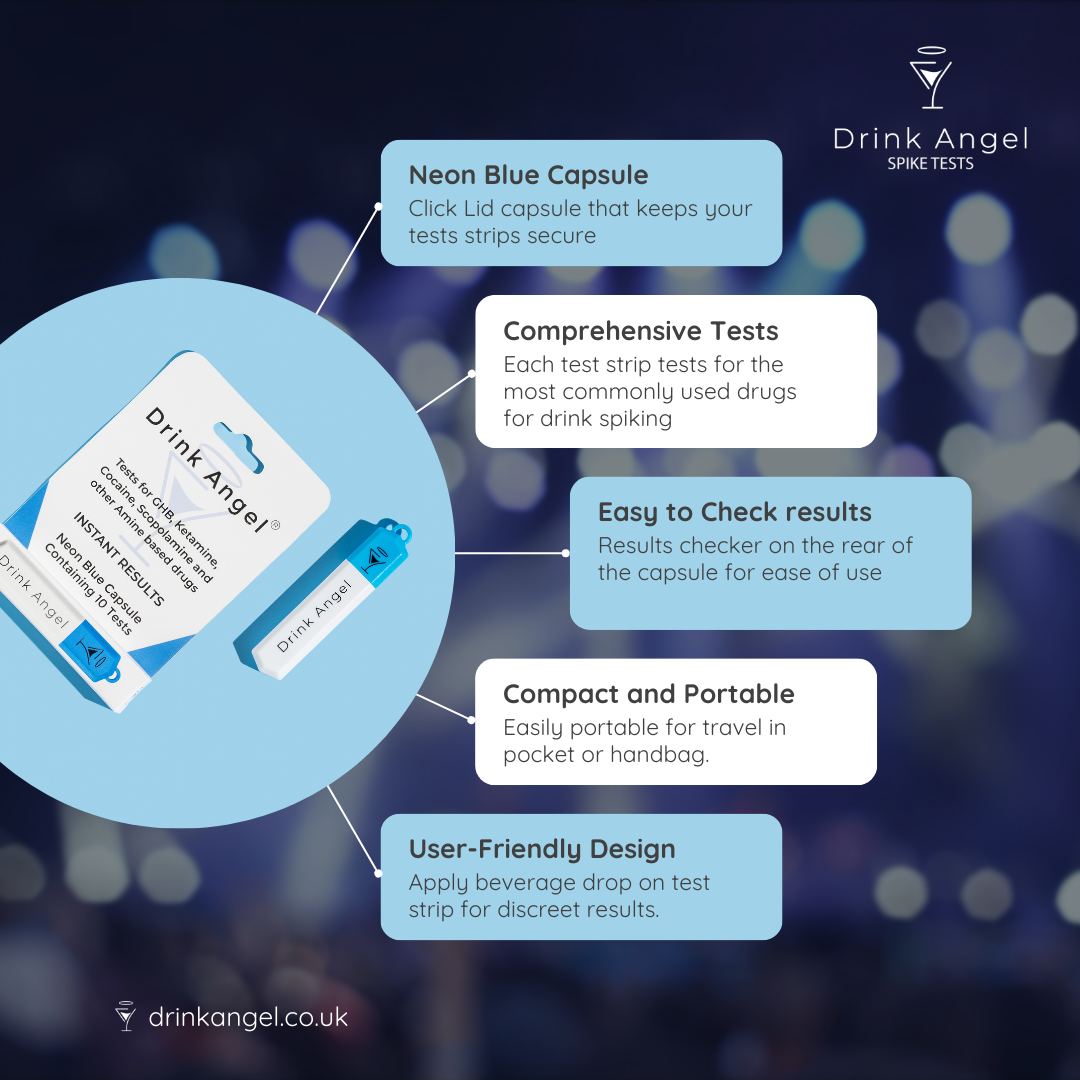 Drink Angel
SPIKE TESTS
Neon Blue Capsule
Click Lid capsule that keeps your
tests strips secure
Comprehensive Tests
Each test strip tests for the
most commonly used drugs
for drink spiking
Easy to Check results
Results checker on the rear of
the capsule for ease of use
Compact and Portable
Easily portable for travel in
pocket or handbag.
User-Friendly Design
Apply beverage drop on test
strip for discreet results.
Drink Angel®
Tests for GHB, Ketamine,
Cocaine, Scopolamine and
other Amine based drugs
INSTANT RESULTS
Neon Blue Capsule
Containing 10 Tests
Drink Angel
Drink Angel
drinkangel.co.uk